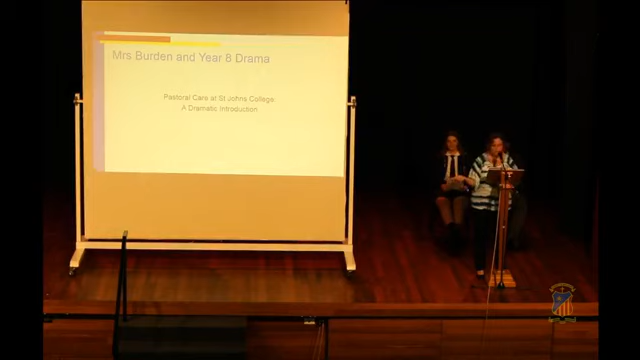 Mrs Burden and Year 8 Drama
Pastoral Care at St Johns College
A Dramatic Introduction